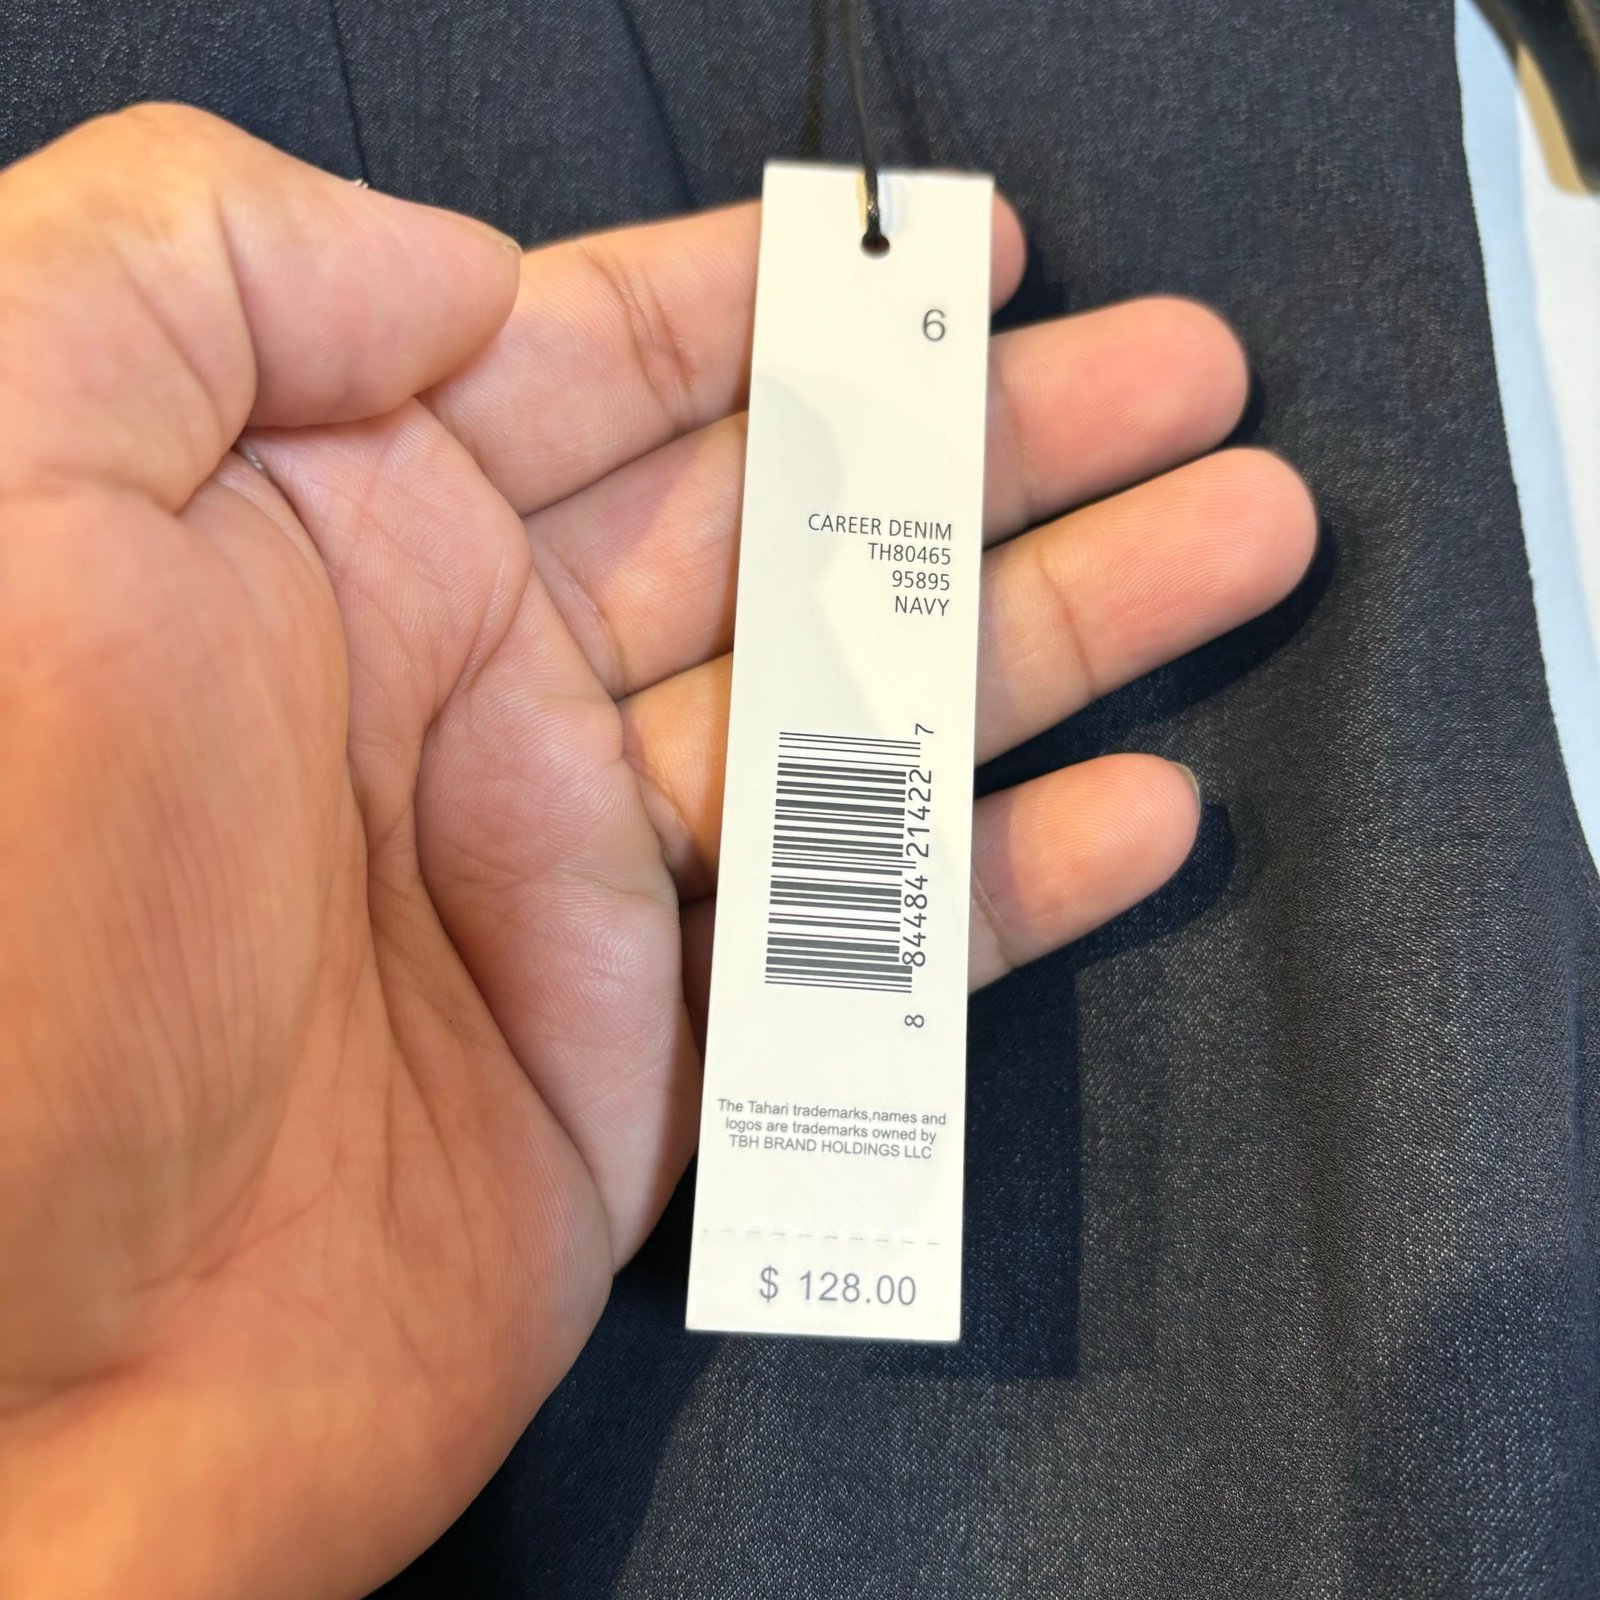 6
CAREER DENIM
TH80465
95895
NAVY
8 84484 21422 7
The Tahari trademarks,names and
logos are trademarks owned by
TBH BRAND HOLDINGS LLC
$ 128.00